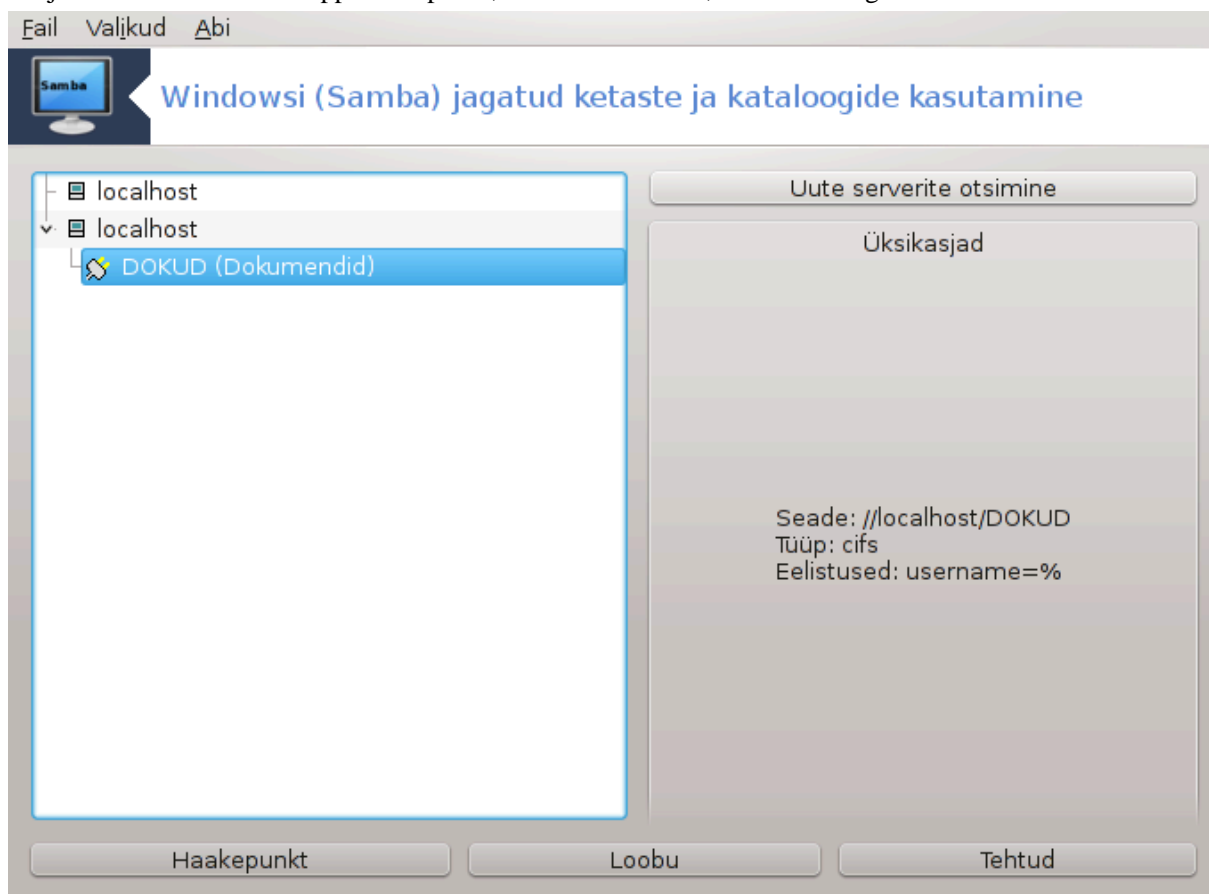 Fail Valikud Abi
Samba
Windowsi (Samba) jagatud ketaste ja kataloogide kasutamine
localhost
localhost
DOKUD (Dokumendid)
Uute serverite otsimine
Üksikasjad
Seade: //localhost/DOKUD
Tüüp: cifs
Eelistused: username=%
Haakepunkt Loobu Tehtud